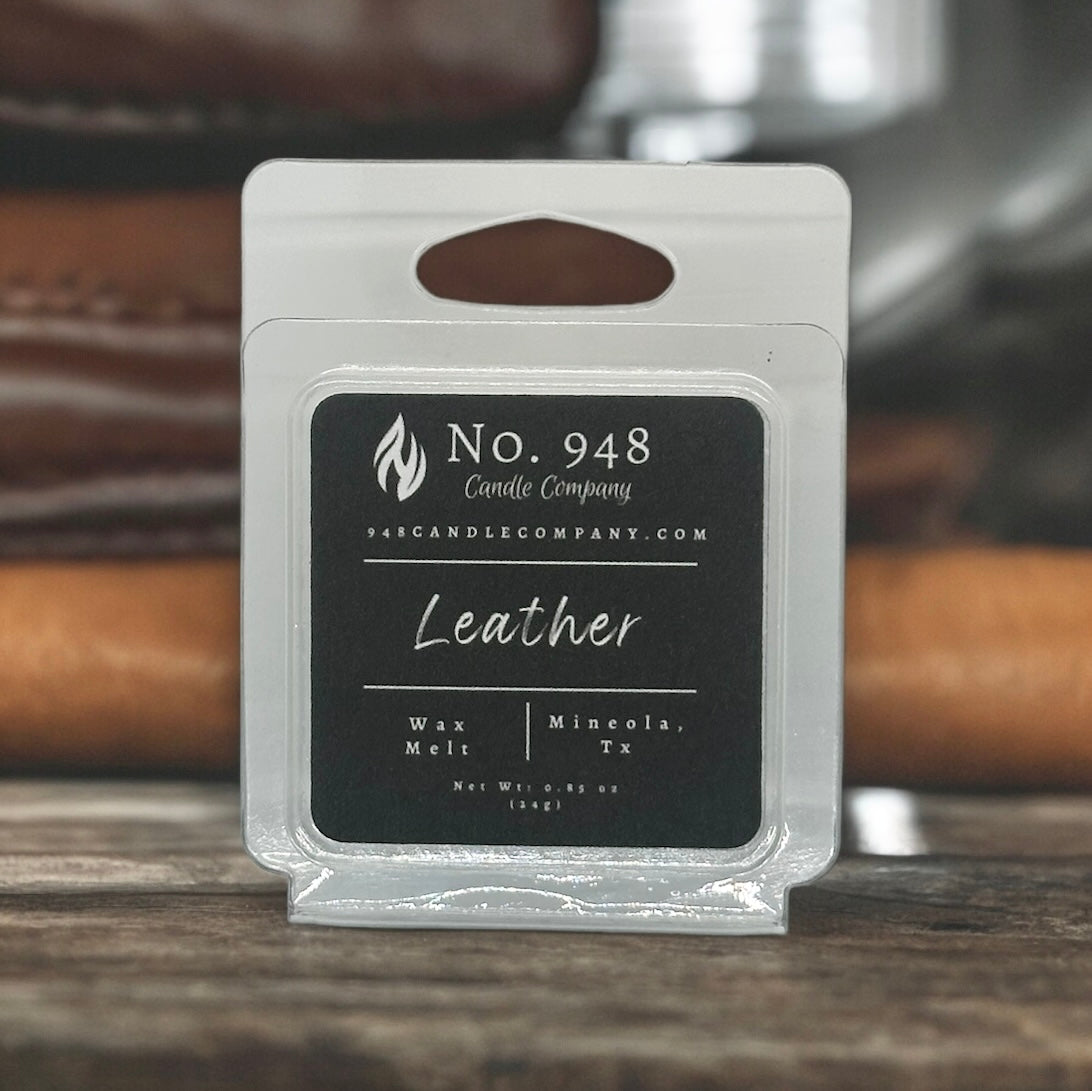 No. 948
Candle Company
948CANDLECOMPANY.COM
Leather
Wax
Melt
Mineola,
Tx
Net Wt: 0.85 oz
(24g)